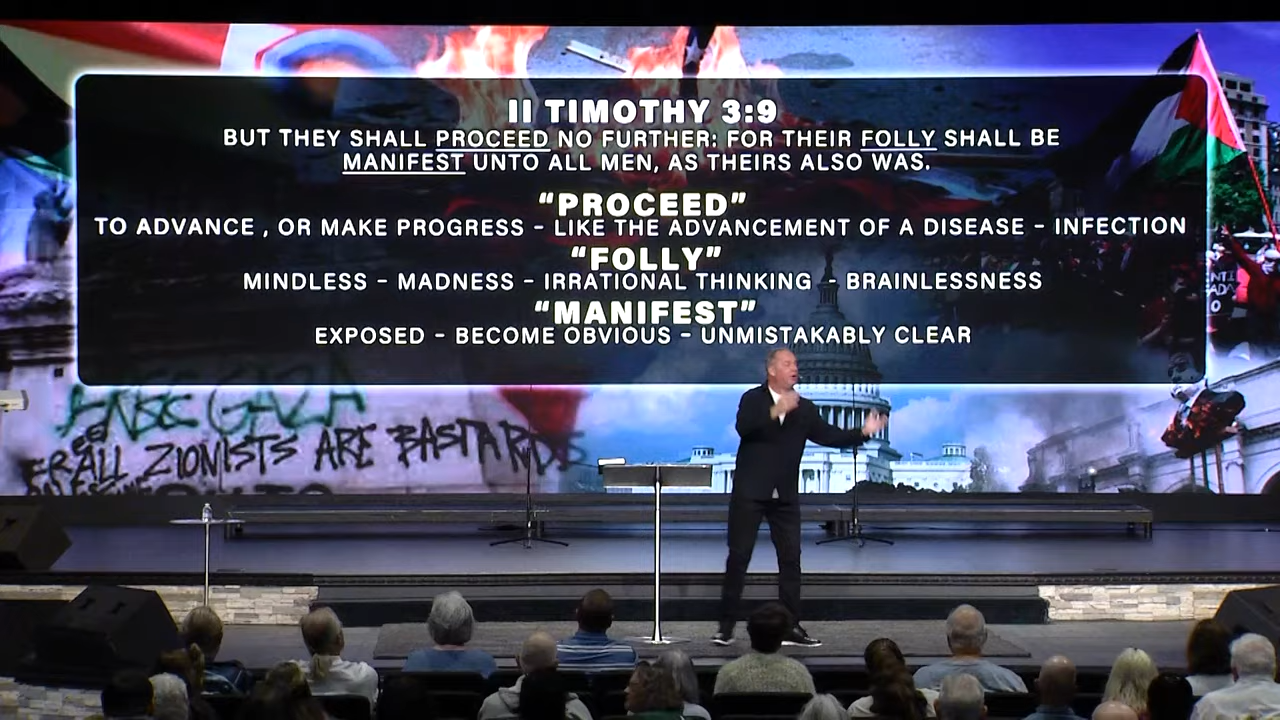 II TIMOTHY 3:9
BUT THEY SHALL PROCEED NO FURTHER: FOR THEIR FOLLY SHALL BE
MANIFEST UNTO ALL MEN, AS THEIRS ALSO WAS.
“PROCEED”
TO ADVANCE , OR MAKE PROGRESS - LIKE THE ADVANCEMENT OF A DISEASE - INFECTION
“FOLLY”
MINDLESS - MADNESS - IRRATIONAL THINKING - BRAINLESSNESS
“MANIFEST”
EXPOSED - BECOME OBVIOUS - UNMISTAKABLY CLEAR
GAZA
ALL ZIONISTS ARE BASTARDS